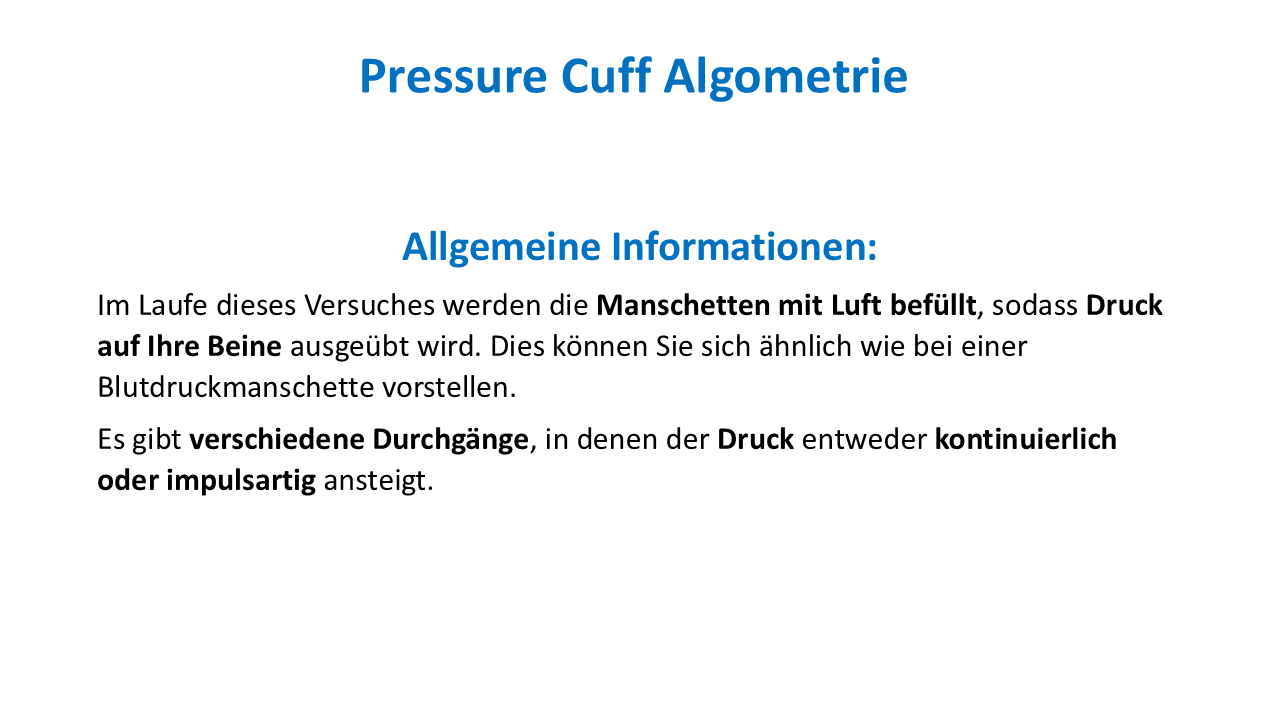 Pressure Cuff Algometrie
Allgemeine Informationen:
Im Laufe dieses Versuches werden die Manschetten mit Luft befüllt, sodass Druck
auf Ihre Beine ausgeübt wird. Dies können Sie sich ähnlich wie bei einer
Blutdruckmanschette vorstellen.
Es gibt verschiedene Durchgänge, in denen der Druck entweder kontinuierlich
oder impulsartig ansteigt.